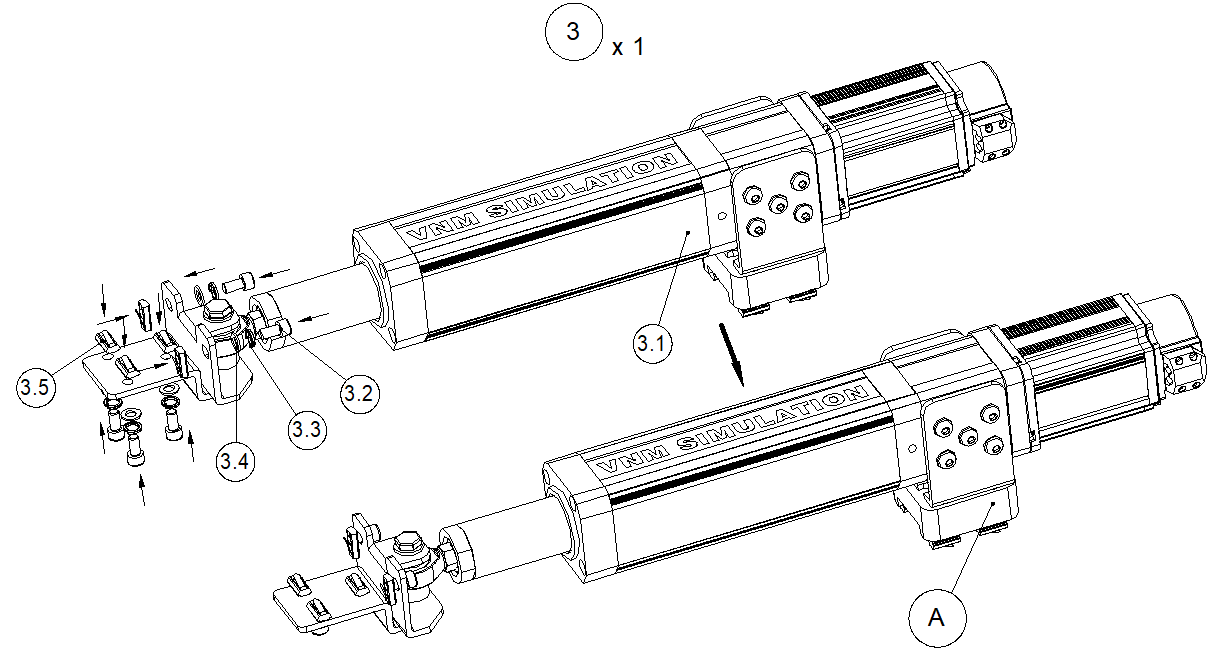 3
x 1
VNM SIMULATION
3.1
3.2
3.5
3.3
3.4
VNM SIMULATION
A